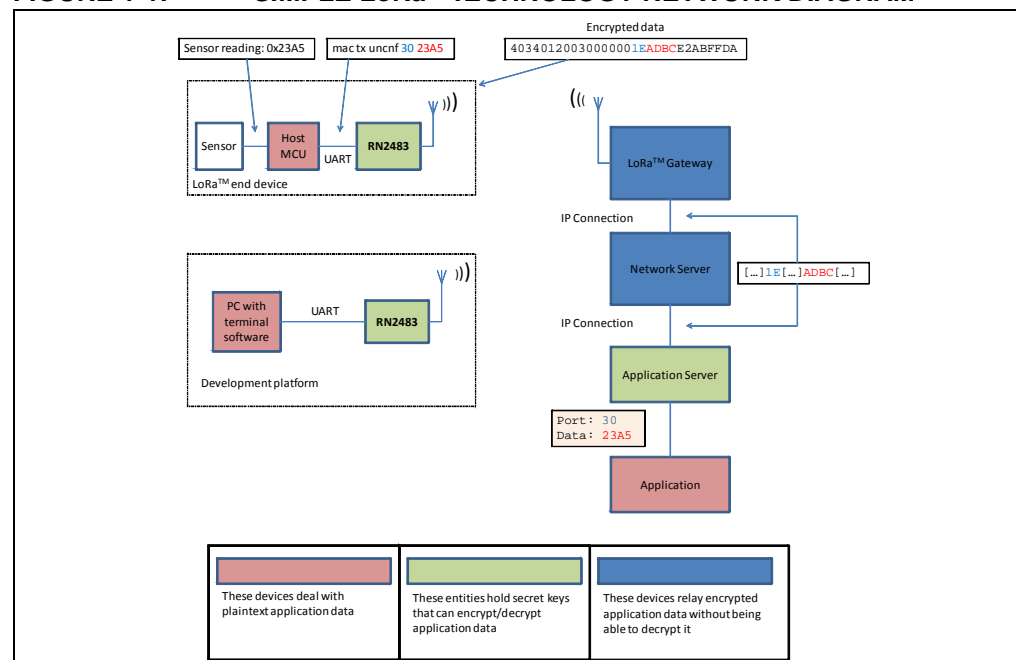 Encrypted data
Sensor reading: 0x23A5
mac tx uncnf 30 23A5
40340120030000001EADBCE2ABFFDA
Sensor
Host
MCU
UART
RN2483
LoRa™ end device
LoRa™ Gateway
IP Connection
Network Server
[…]1E[…]ADBC[…]
IP Connection
PC with
terminal
software
UART
RN2483
Development platform
Application Server
Port: 30
Data: 23A5
Application
These devices deal with
plaintext application data
These entities hold secret keys
that can encrypt/decrypt
application data
These devices relay encrypted
application data without being
able to decrypt it